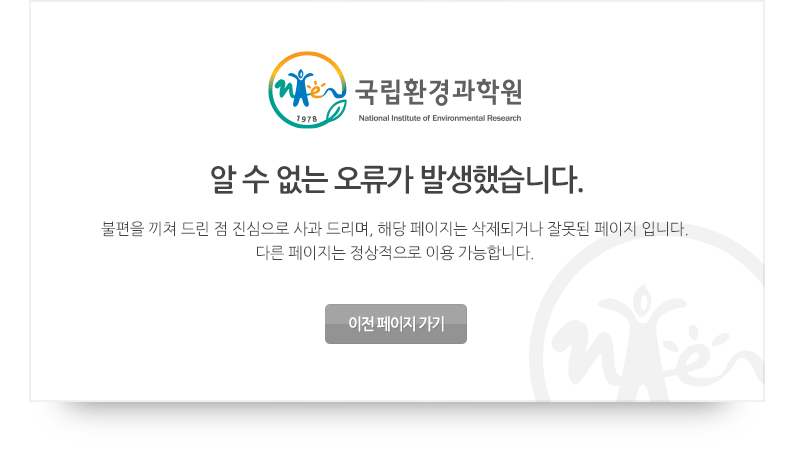 nier
1978
국립환경과학원
National Institute of Environmental Research
알 수 없는 오류가 발생했습니다.
불편을 끼쳐 드린 점 진심으로 사과 드리며, 해당 페이지는 삭제되거나 잘못된 페이지 입니다.
다른 페이지는 정상적으로 이용 가능합니다.
이전 페이지 가기
nier